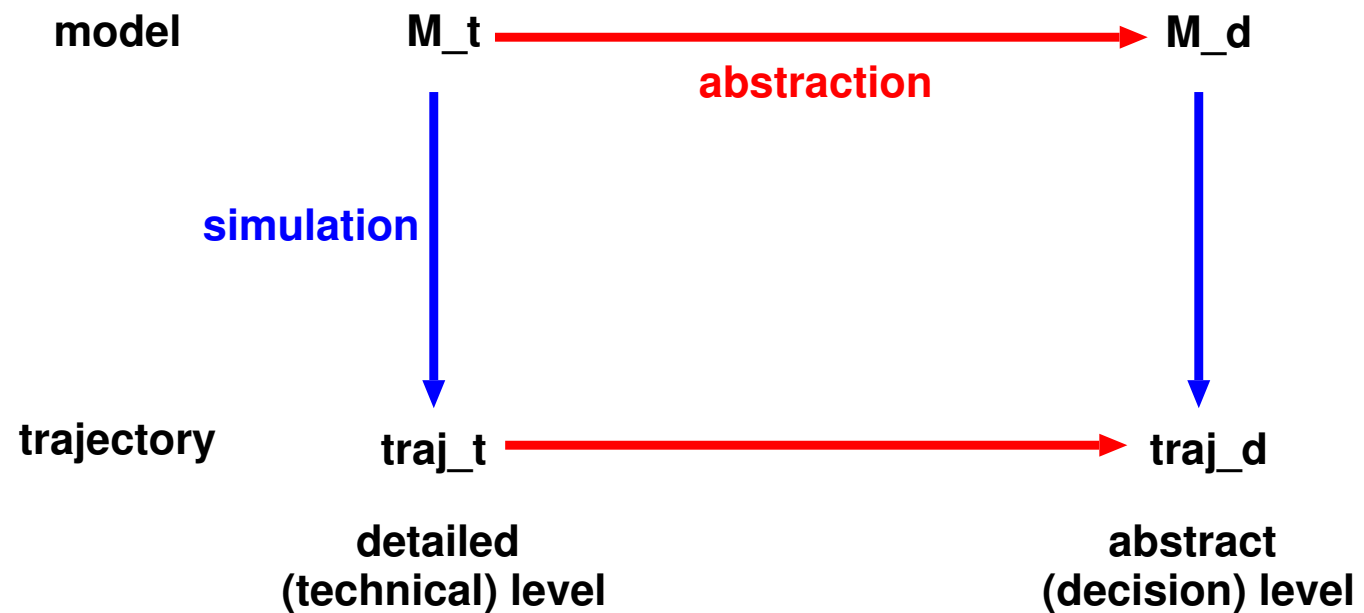 model M_t M_d
abstraction
simulation
trajectory traj_t traj_d
detailed abstract
(technical) level (decision) level